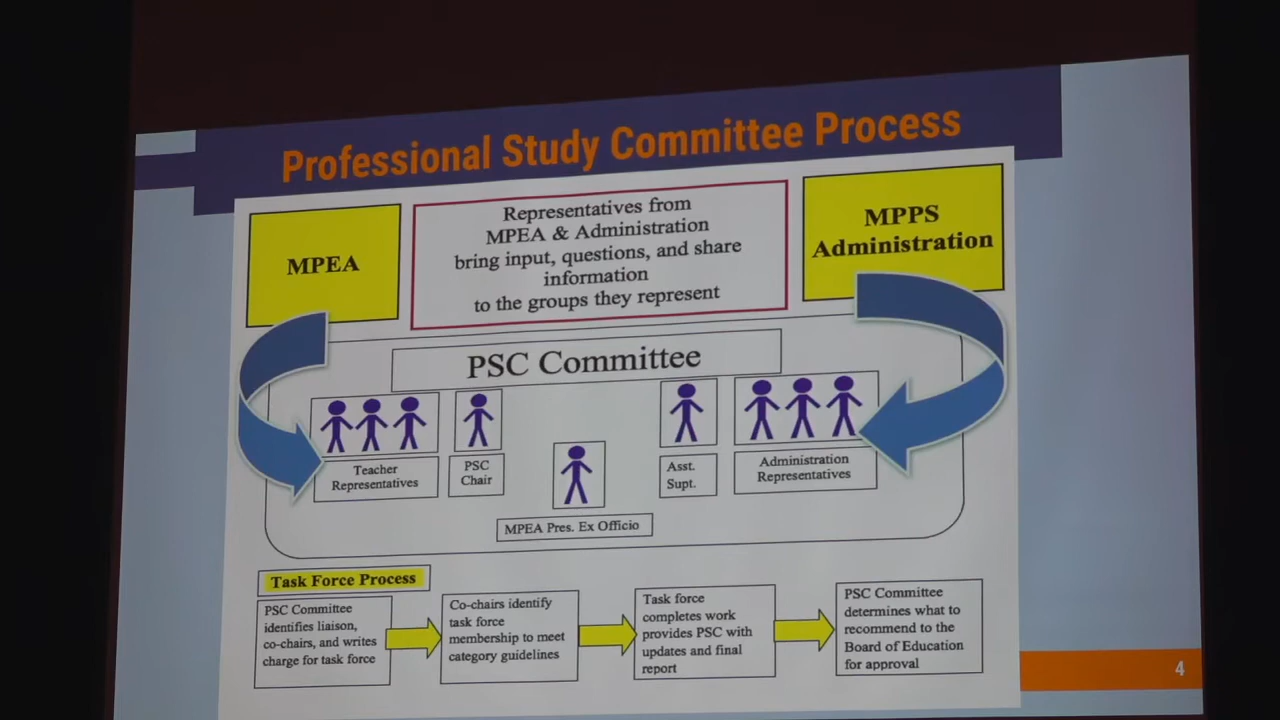 Professional Study Committee Process
MPEA
Representatives from
MPEA & Administration
bring input, questions, and share
information
to the groups they represent
MPPS
Administration
PSC Committee
Teacher
Representatives
PSC
Chair
MPEA Pres. Ex Officio
Asst.
Supt.
Administration
Representatives
Task Force Process
PSC Committee
identifies liaison,
co-chairs, and writes
charge for task force
Co-chairs identify
task force
membership to meet
category guidelines
Task force
completes work
provides PSC with
updates and final
report
PSC Committee
determines what to
recommend to the
Board of Education
for approval
4